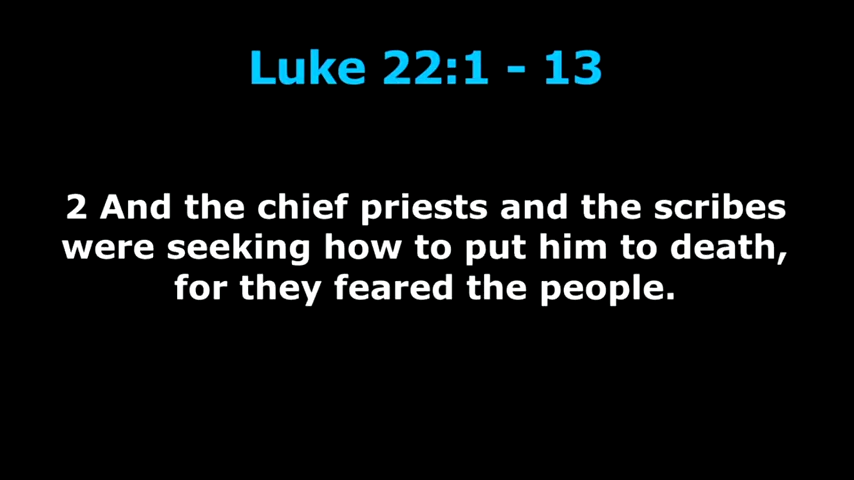 Luke 22:1 - 13
2 And the chief priests and the scribes
were seeking how to put him to death,
for they feared the people.